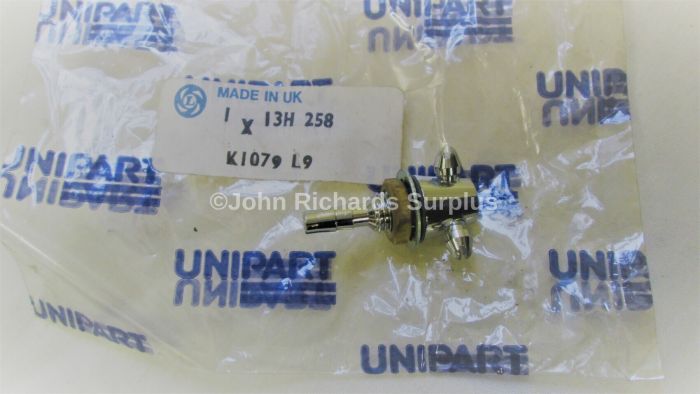 UNIPART
UNIPART
UNIPART
L
MADE IN UK
1 X 13H 258
K1079 L9
UNIPART
UNIPART
©John Richards Surplus
UNIPART
UNIPART
UNIPART
UNIPART